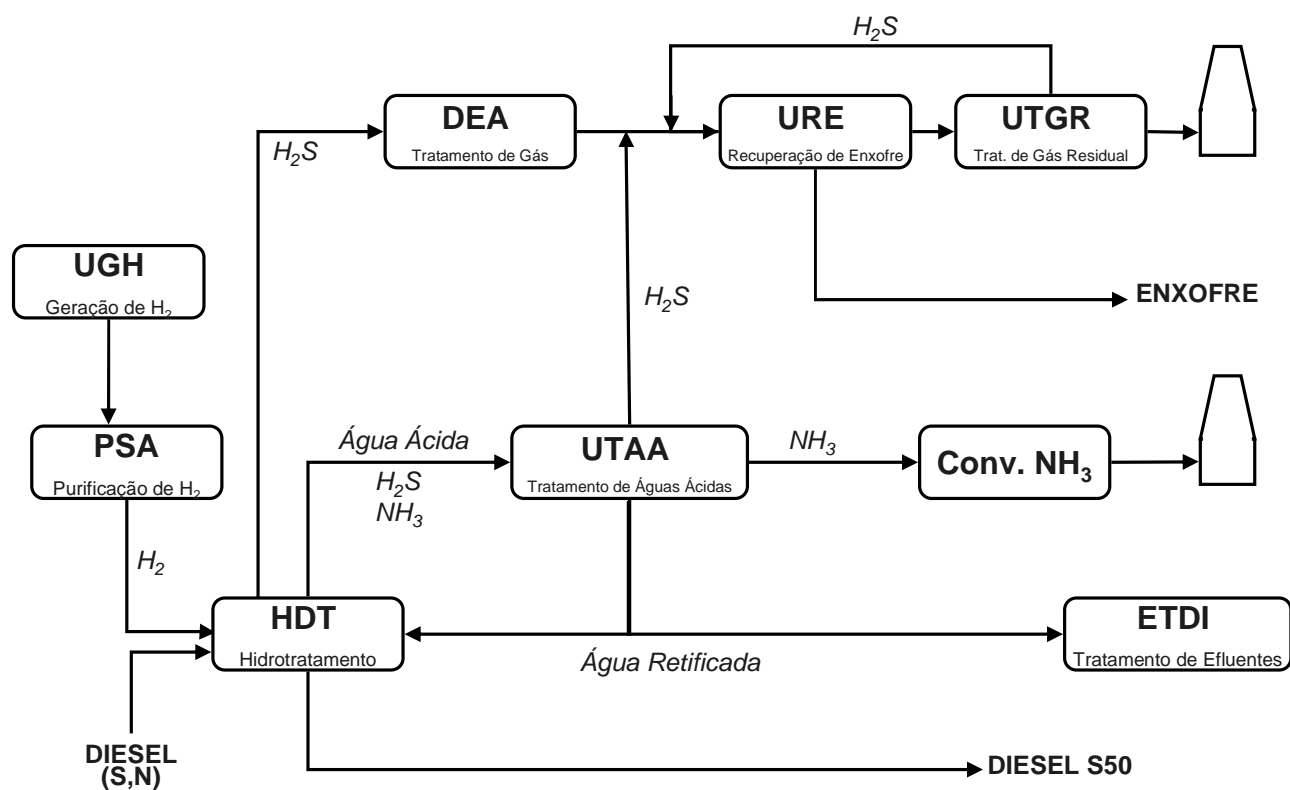 H₂S
DEA
Tratamento de Gás
URE
Recuperação de Enxofre
UTGR
Trat. de Gás Residual
H₂S
UGH
Geração de H₂
H₂S
ENXOFRE
PSA
Purificação de H₂
Água Ácida
H₂S
NH₃
UTAA
Tratamento de Águas Ácidas
NH₃
Conv. NH₃
H₂
HDT
Hidrotratamento
Água Retificada
ETDI
Tratamento de Efluentes
DIESEL
(S,N)
DIESEL S50